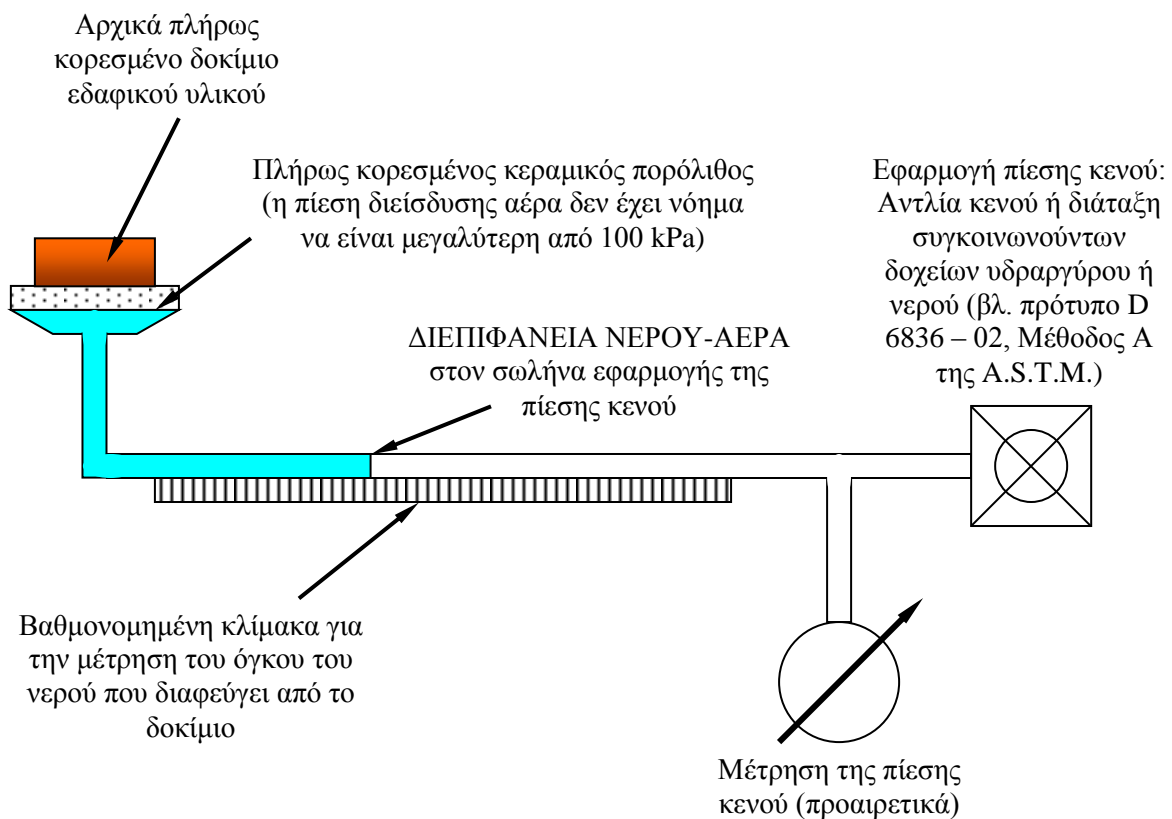 Αρχικά πλήρως
κορεσμένο δοκίμιο
εδαφικού υλικού
Πλήρως κορεσμένος κεραμικός πορόλιθος
(η πίεση διείσδυσης αέρα δεν έχει νόημα
να είναι μεγαλύτερη από 100 kPa)
Εφαρμογή πίεσης κενού:
Αντλία κενού ή διάταξη
συγκοινωνούντων
δοχείων υδραργύρου ή
νερού (βλ. πρότυπο D
6836 – 02, Μέθοδος Α
της A.S.T.M.)
ΔΙΕΠΙΦΑΝΕΙΑ ΝΕΡΟΥ-ΑΕΡΑ
στον σωλήνα εφαρμογής της
πίεσης κενού
Βαθμονομημένη κλίμακα για
την μέτρηση του όγκου του
νερού που διαφεύγει από το
δοκίμιο
Μέτρηση της πίεσης
κενού (προαιρετικά)